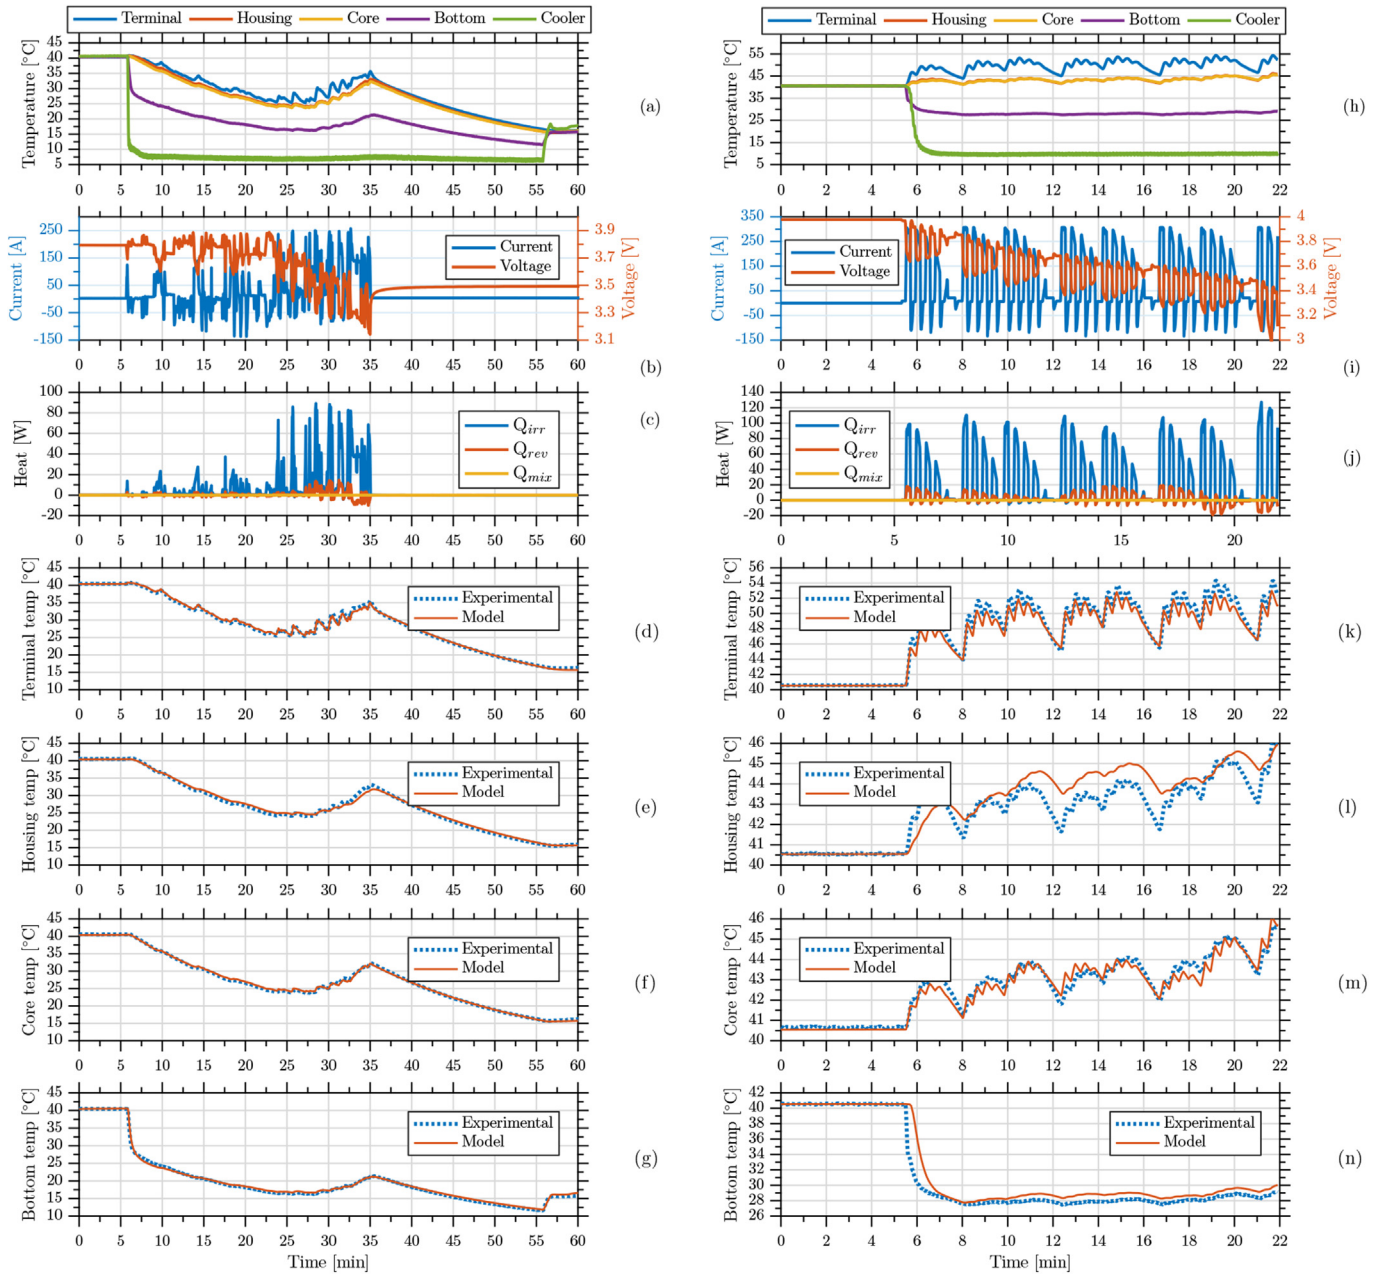 Terminal Housing Core Bottom Cooler
Temperature [°C]
45
40
35
30
25
20
15
10
5
0 5 10 15 20 25 30 35 40 45 50 55 60
(a)
Current [A]
250
150
50
-50
-150
Current
Voltage
3.9
3.7
3.5
3.3
3.1
Voltage [V]
0 5 10 15 20 25 30 35 40 45 50 55 60
(b)
Heat [W]
100
80
60
40
20
0
-20
Qirr
Qrev
Qmix
0 5 10 15 20 25 30 35 40 45 50 55 60
(c)
Terminal temp [°C]
45
40
35
30
25
20
15
10
Experimental
Model
0 5 10 15 20 25 30 35 40 45 50 55 60
(d)
Housing temp [°C]
45
40
35
30
25
20
15
10
Experimental
Model
0 5 10 15 20 25 30 35 40 45 50 55 60
(e)
Core temp [°C]
45
40
35
30
25
20
15
10
Experimental
Model
0 5 10 15 20 25 30 35 40 45 50 55 60
(f)
Bottom temp [°C]
45
40
35
30
25
20
15
10
Experimental
Model
0 5 10 15 20 25 30 35 40 45 50 55 60
Time [min]
(g)
Terminal Housing Core Bottom Cooler
Temperature [°C]
55
45
35
25
15
5
0 2 4 6 8 10 12 14 16 18 20 22
(h)
Current [A]
350
250
150
50
-50
-150
Current
Voltage
4
3.8
3.6
3.4
3.2
3
Voltage [V]
0 2 4 6 8 10 12 14 16 18 20 22
(i)
Heat [W]
140
120
100
80
60
40
20
0
-20
Qirr
Qrev
Qmix
0 5 10 15 20
(j)
Terminal temp [°C]
56
54
52
50
48
46
44
42
40
Experimental
Model
0 2 4 6 8 10 12 14 16 18 20 22
(k)
Housing temp [°C]
46
45
44
43
42
41
40
Experimental
Model
0 2 4 6 8 10 12 14 16 18 20 22
(l)
Core temp [°C]
46
45
44
43
42
41
40
Experimental
Model
0 2 4 6 8 10 12 14 16 18 20 22
(m)
Bottom temp [°C]
42
40
38
36
34
32
30
28
26
Experimental
Model
0 2 4 6 8 10 12 14 16 18 20 22
Time [min]
(n)